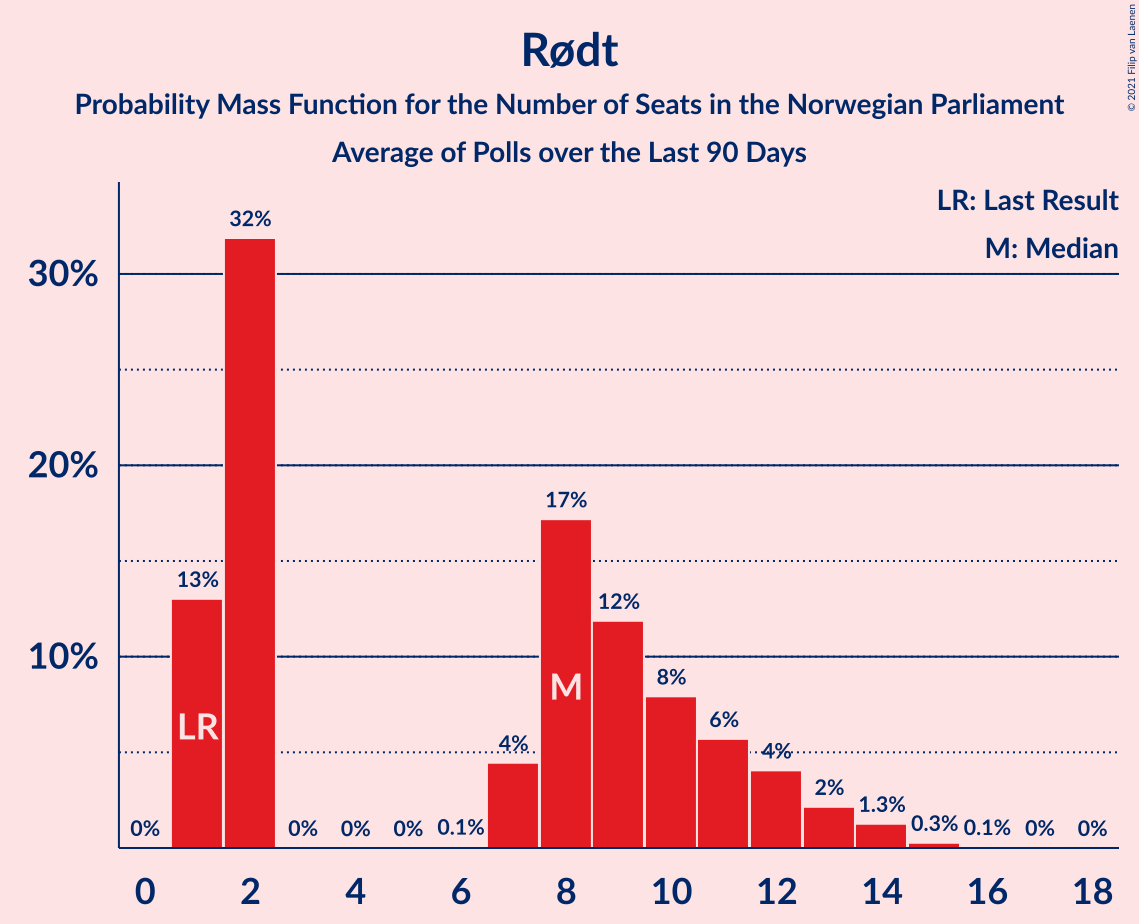 Rødt
Probability Mass Function for the Number of Seats in the Norwegian Parliament
Average of Polls over the Last 90 Days
© 2021 Filip van Laenen
LR: Last Result
M: Median
30%
20%
10%
0%
13%
32%
0%
0%
0%
0.1%
4%
17%
12%
8%
6%
4%
2%
1.3%
0.3%
0.1%
0%
0%
LR
M
0 2 4 6 8 10 12 14 16 18